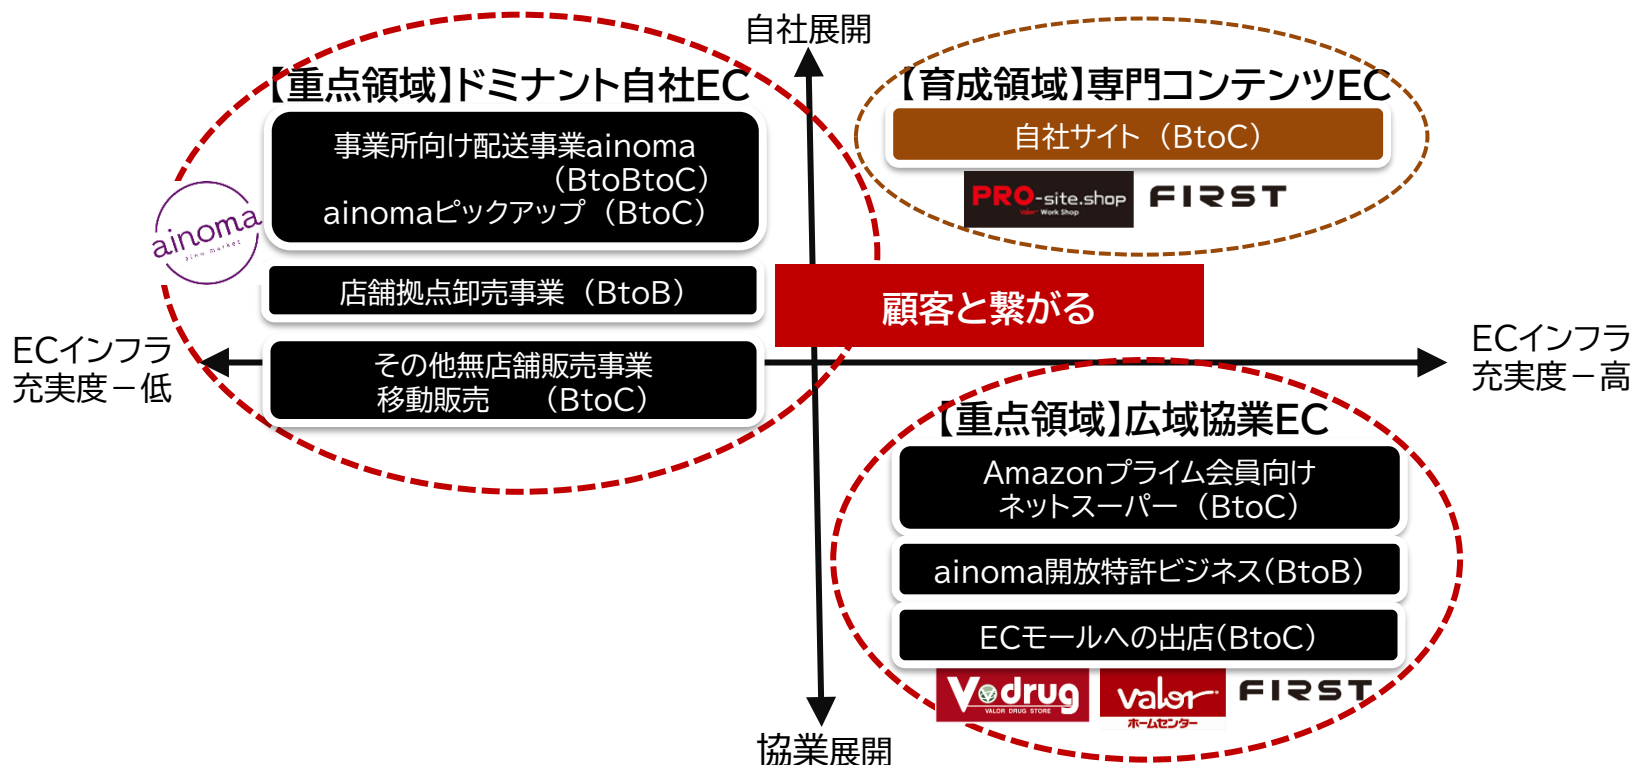 自社展開
【重点領域】ドミナント自社EC
事業所向け配送事業ainoma
（BtoBtoC）
ainomaピックアップ（BtoC）
ainoma
店舗拠点卸売事業（BtoB）
その他無店舗販売事業
移動販売　　（BtoC）
【育成領域】専門コンテンツEC
自社サイト（BtoC）
PRO-site.shop
Valor Work Shop
FIRST
顧客と繋がる
ECインフラ
充実度－低
ECインフラ
充実度－高
【重点領域】広域協業EC
Amazonプライム会員向け
ネットスーパー（BtoC）
ainoma開放特許ビジネス(BtoB)
ECモールへの出店(BtoC)
V•drug
VALOR DRUG STORE
valor
ホームセンター
FIRST
協業展開